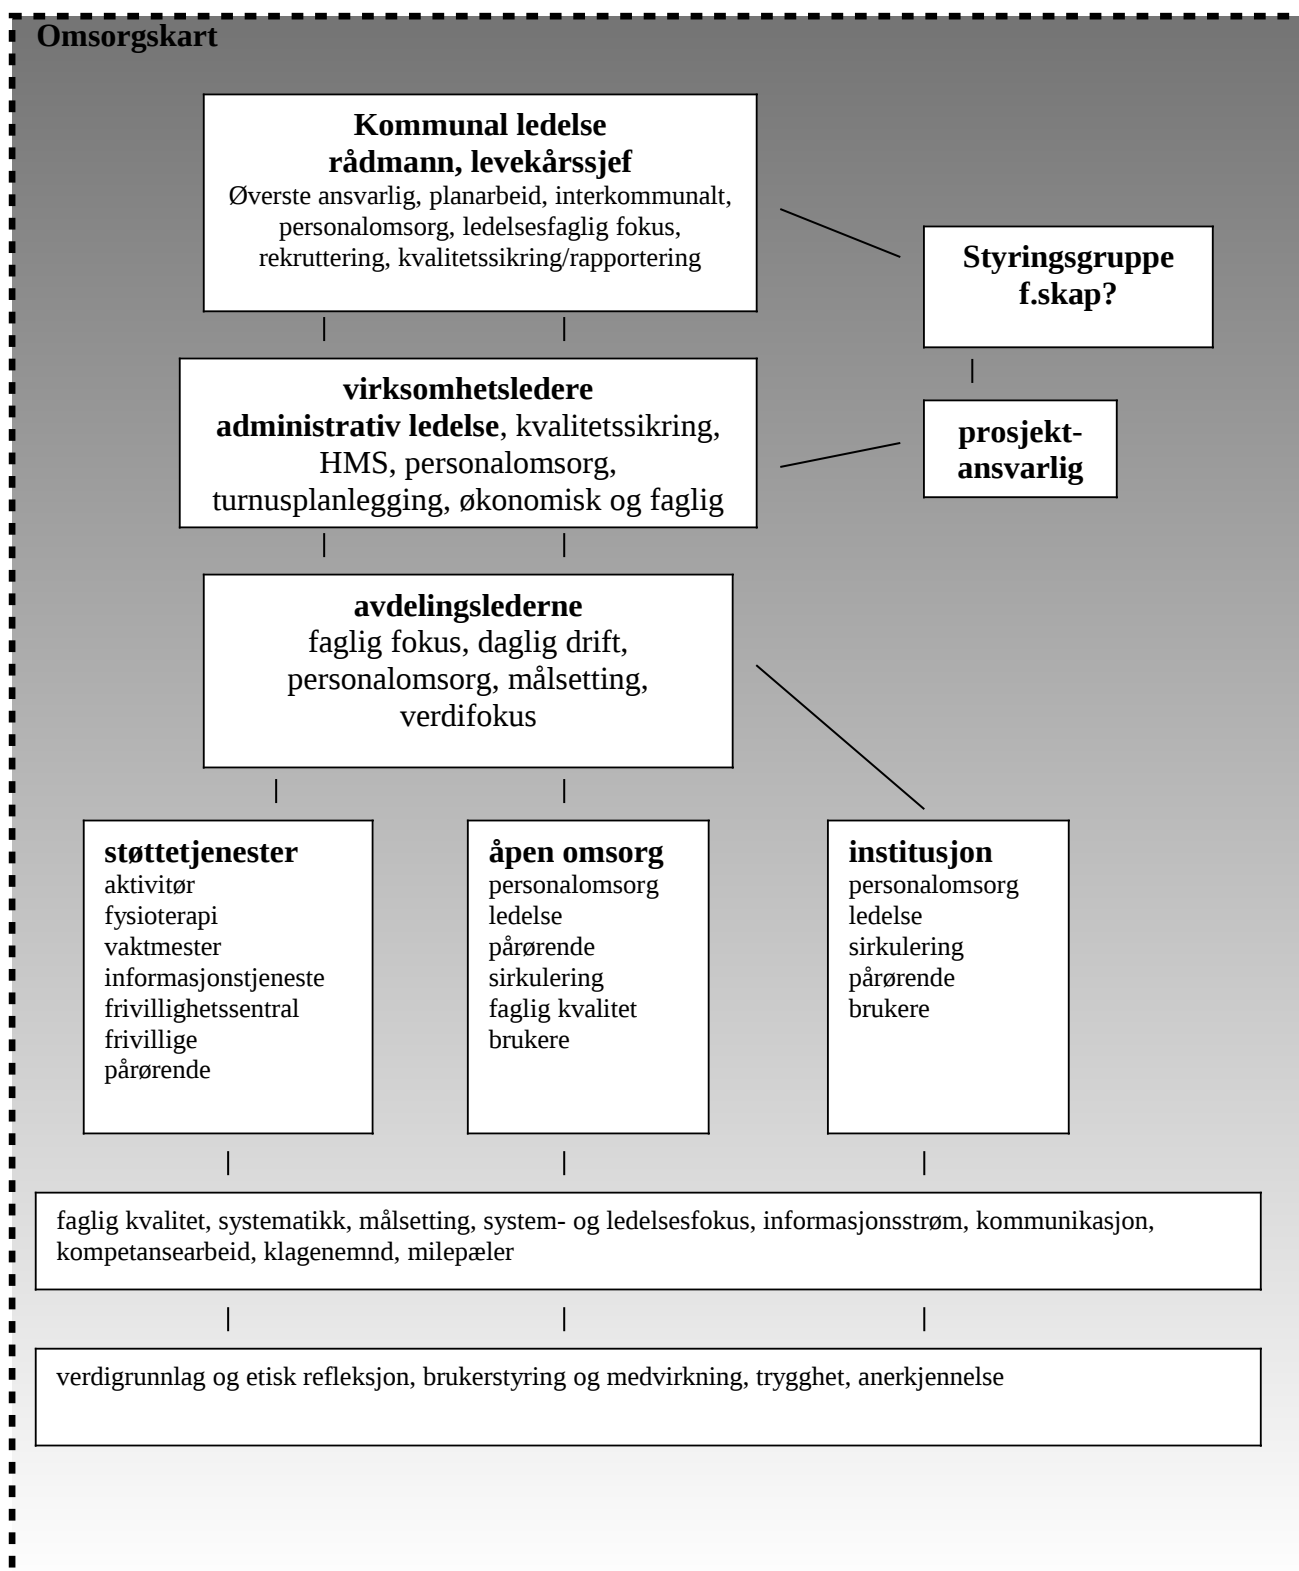 Omsorgskart
Kommunal ledelse
rådmann, levekårssjef
Øverste ansvarlig, planarbeid, interkommunalt,
personalomsorg, ledelsesfaglig fokus,
rekruttering, kvalitetssikring/rapportering
Styringsgruppe
f.skap?
virksomhetsledere
administrativ ledelse, kvalitetssikring,
HMS, personalomsorg,
turnusplanlegging, økonomisk og faglig
prosjekt-
ansvarlig
avdelingslederne
faglig fokus, daglig drift,
personalomsorg, målsetting,
verdifokus
støttetjenester
aktivitør
fysioterapi
vaktmester
informasjonstjeneste
frivillighetssentral
frivillige
pårørende
åpen omsorg
personalomsorg
ledelse
pårørende
sirkulering
faglig kvalitet
brukere
institusjon
personalomsorg
ledelse
sirkulering
pårørende
brukere
faglig kvalitet, systematikk, målsetting, system- og ledelsesfokus, informasjonsstrøm, kommunikasjon,
kompetansearbeid, klagenemnd, milepæler
verdigrunnlag og etisk refleksjon, brukerstyring og medvirkning, trygghet, anerkjennelse